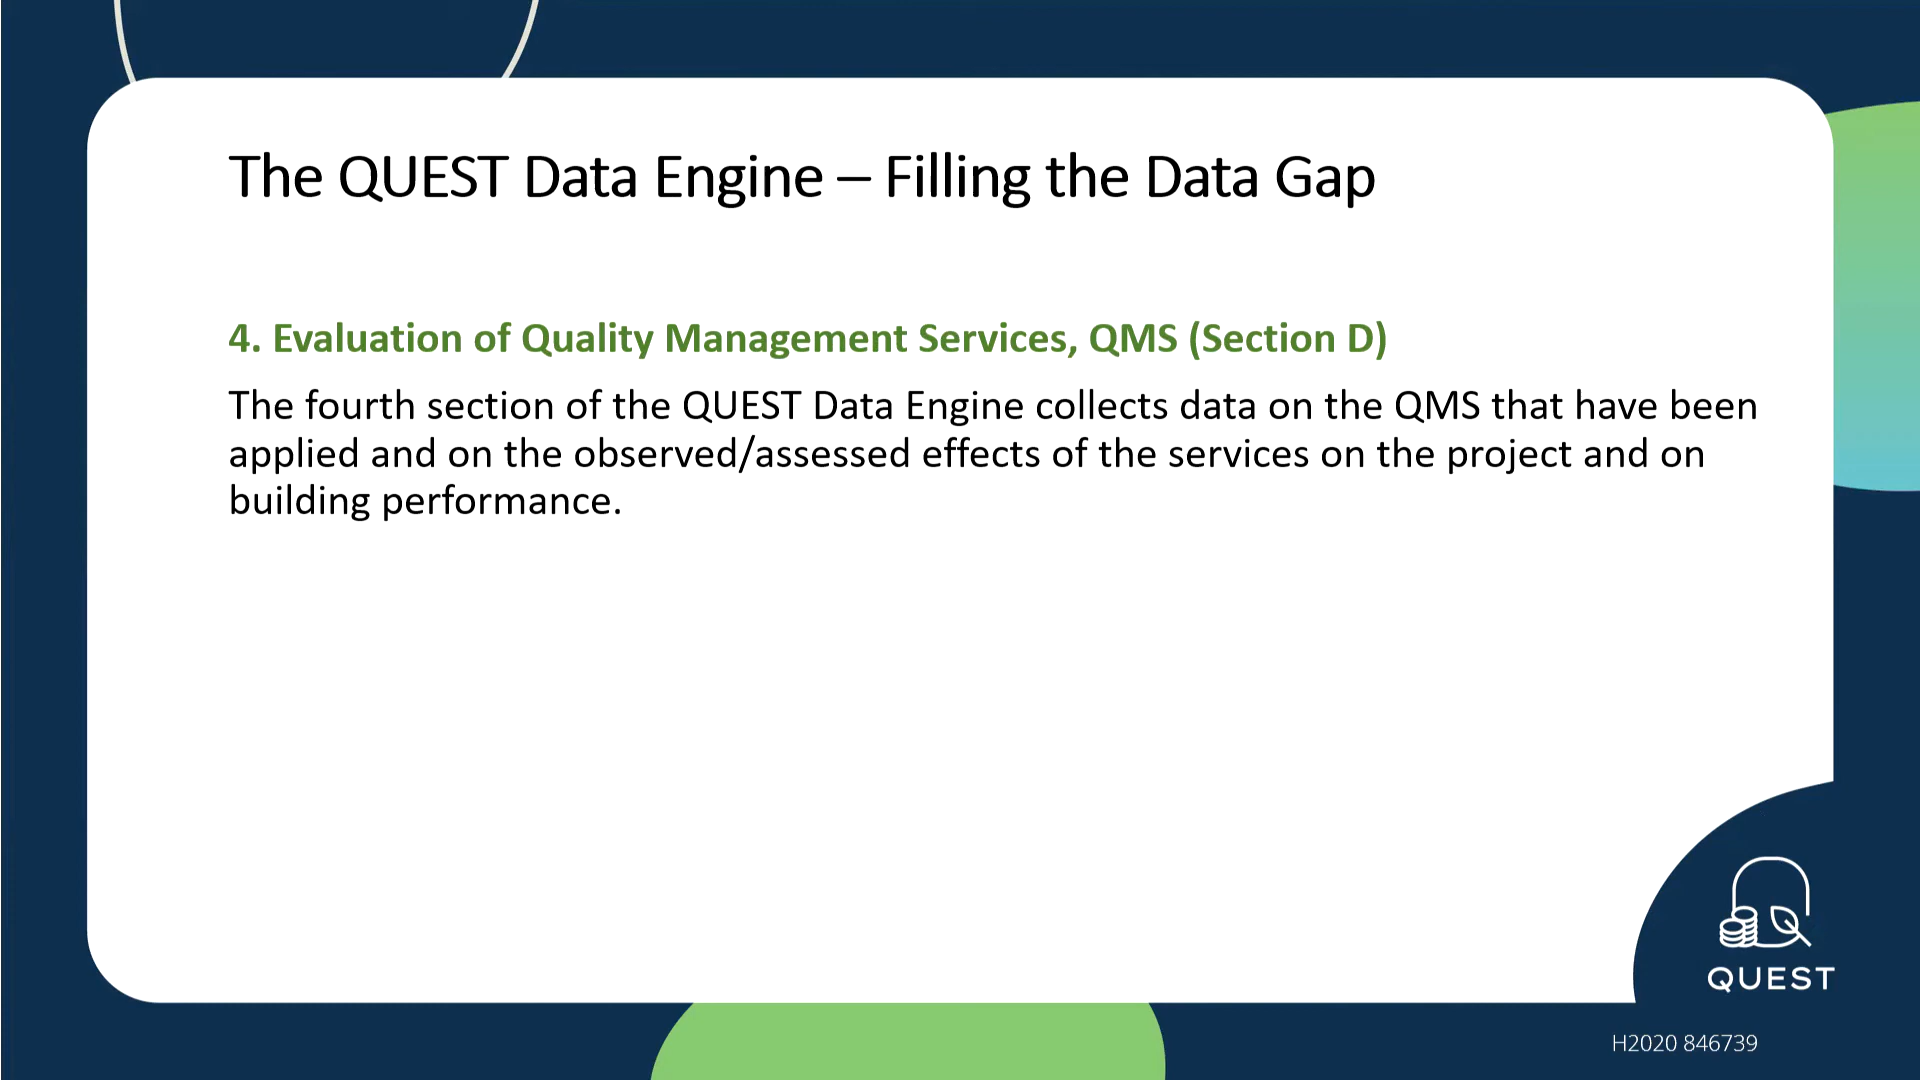 The QUEST Data Engine – Filling the Data Gap
4. Evaluation of Quality Management Services, QMS (Section D)
The fourth section of the QUEST Data Engine collects data on the QMS that have been
applied and on the observed/assessed effects of the services on the project and on
building performance.
QUEST
H2020 846739